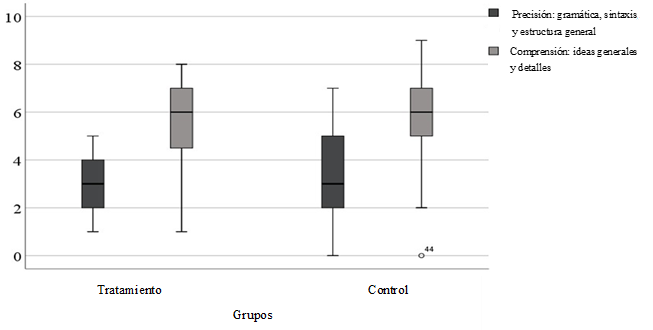 10
8
6
4
2
0
44
Tratamiento
Control
Grupos
Precisión: gramática, sintaxis
y estructura general
Comprensión: ideas generales
y detalles